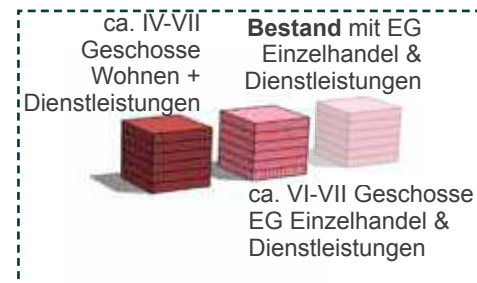 ca. IV-VII
Geschosse
Wohnen +
Dienstleistungen
Bestand mit EG
Einzelhandel &
Dienstleistungen
ca. VI-VII Geschosse
EG Einzelhandel &
Dienstleistungen